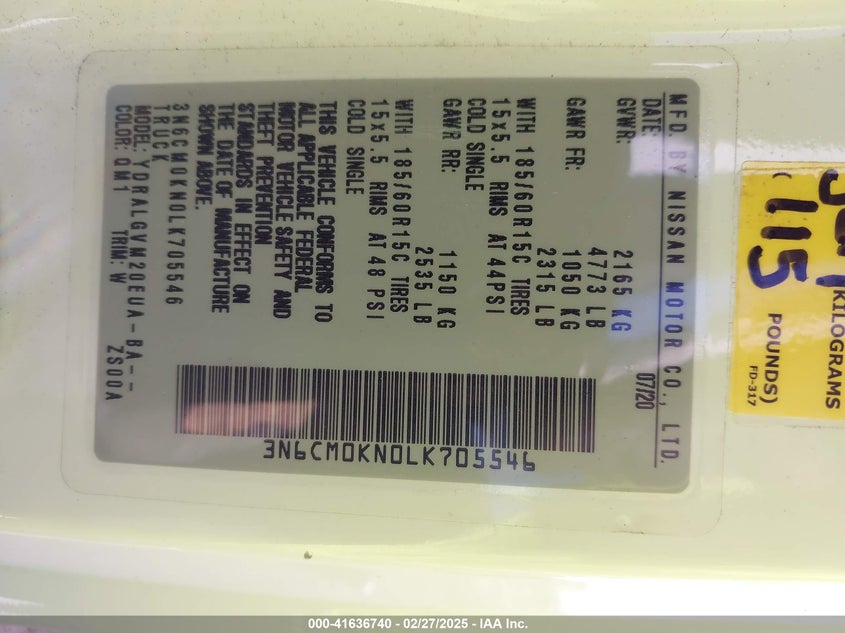 MFD. BY NISSAN MOTOR CO., LTD.
DATE: 07/20
GVWR: 2165 KG
4773 LB
GAWR FR: 1050 KG
2315 LB
WITH 185/60R15C TIRES
15x5.5 RIMS AT 44PSI
COLD SINGLE
GAWR RR: 1150 KG
2535 LB
WITH 185/60R15C TIRES
15x5.5 RIMS AT 48 PSI
COLD SINGLE
THIS VEHICLE CONFORMS TO
ALL APPLICABLE FEDERAL
MOTOR VEHICLE SAFETY AND
THEFT PREVENTION
STANDARDS IN EFFECT ON
THE DATE OF MANUFACTURE
SHOWN ABOVE.
3N6CM0KN0LK705546
TRUCK
MODEL: YDRALGVM20EUA-BA--
COLOR: QM1 TRIM: W ZS00A
3N6CM0KN0LK705546
KILOGRAMS
( 115 POUNDS)
FD-317
000-41636740 - 02/27/2025 - IAA Inc.